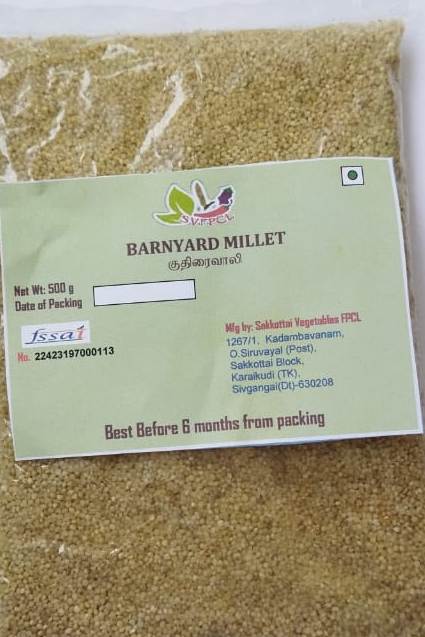 S.V.F.P.C.L
BARNYARD MILLET
குதிரைவாலி
Net Wt: 500 g
Date of Packing
fssai
No. 22423197000113
Mfg by: Sakkottai Vegetables FPCL
1267/1, Kadambavanam,
O.Siruvayal (Post),
Sakkottai Block,
Karaikudi (TK),
Sivgangai(Dt)-630208
Best Before 6 months from packing